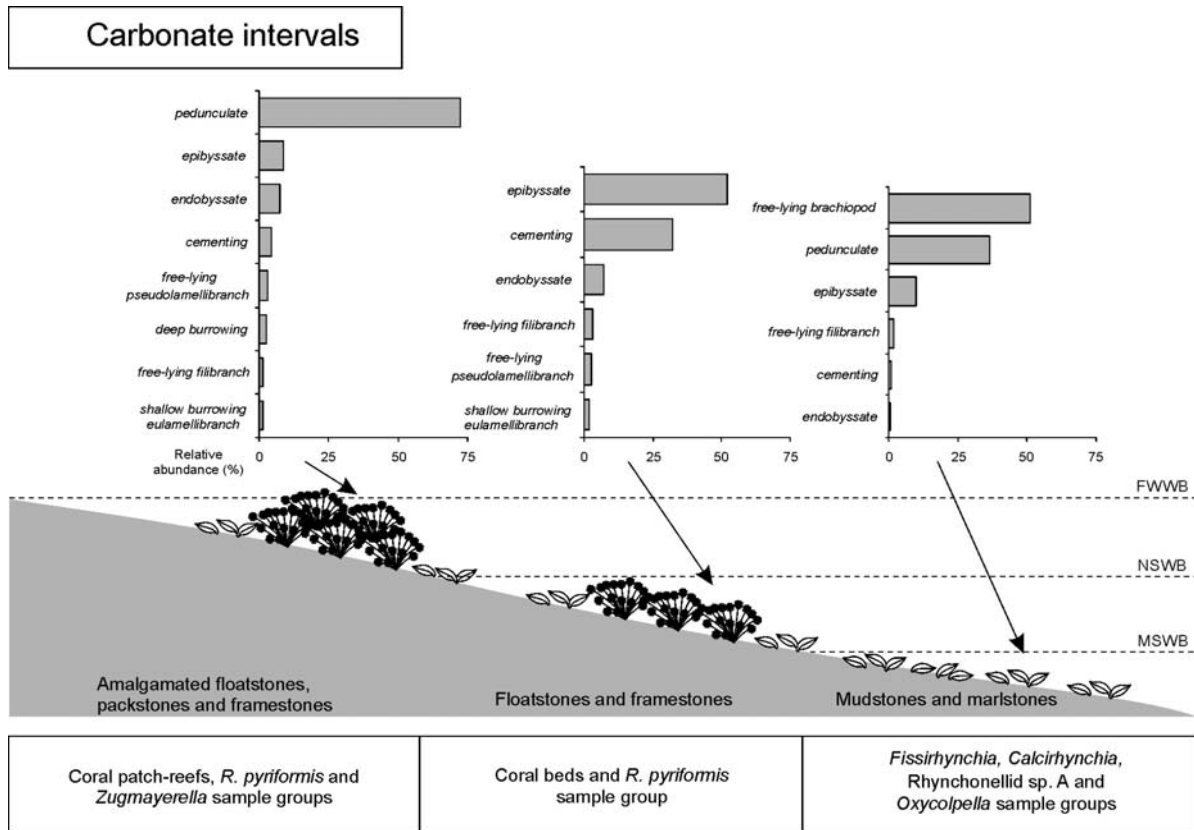 Carbonate intervals
pedunculate
epibyssate
endobyssate
cementing
free-lying
pseudolamellibranch
deep burrowing
free-lying filibranch
shallow burrowing
eulamellibranch
Relative
abundance (%)
0 25 50 75
epibyssate
cementing
endobyssate
free-lying filibranch
free-lying
pseudolamellibranch
shallow burrowing
eulamellibranch
0 25 50 75
free-lying brachiopod
pedunculate
epibyssate
free-lying filibranch
cementing
endobyssate
0 25 50 75
FWWB
NSWB
MSWB
Amalgamated floatstones,
packstones and framestones
Floatstones and framestones
Mudstones and marlstones
Coral patch-reefs, R. pyriformis and
Zugmayerella sample groups
Coral beds and R. pyriformis
sample group
Fissirhynchia, Calcirhynchia,
Rhynchonellid sp. A and
Oxycolpella sample groups